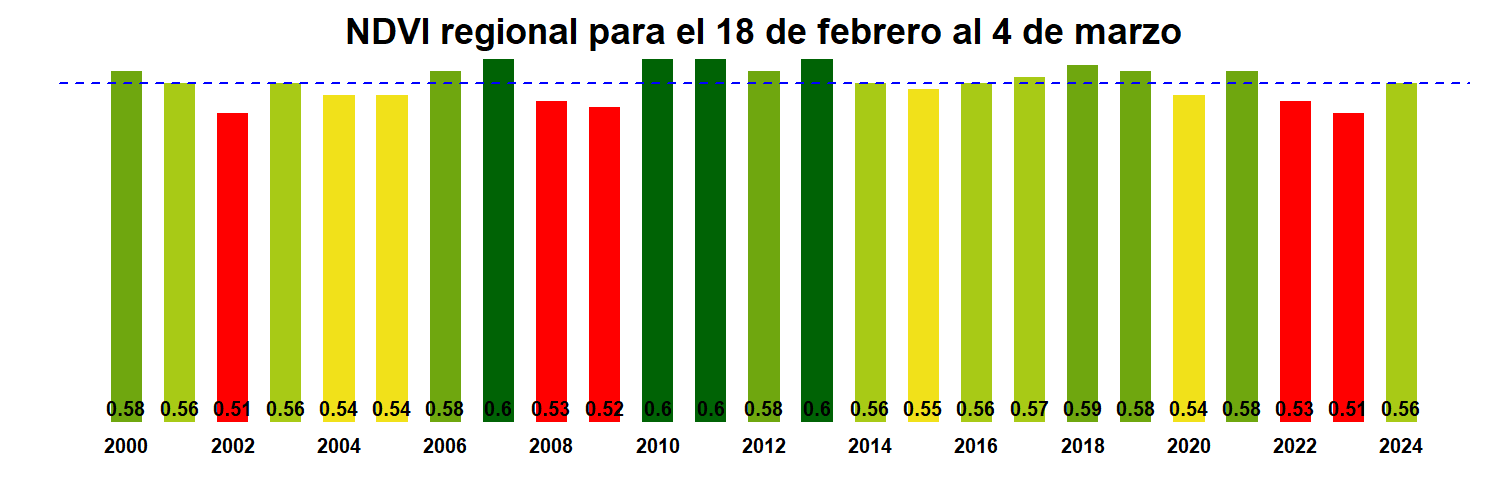 NDVI regional para el 18 de febrero al 4 de marzo
0.58 0.56 0.51 0.56 0.54 0.54 0.58 0.6 0.53 0.52 0.6 0.6 0.58 0.6 0.56 0.55 0.56 0.57 0.59 0.58 0.54 0.58 0.53 0.51 0.56
2000 2002 2004 2006 2008 2010 2012 2014 2016 2018 2020 2022 2024